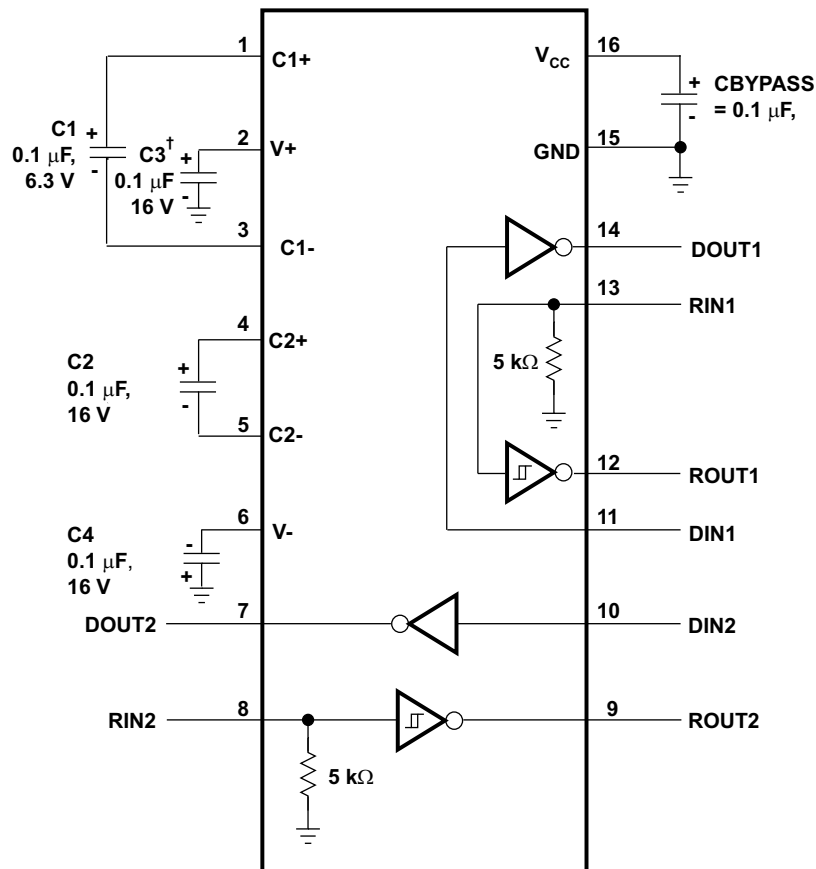 1
C1+
C1
0.1 μF,
6.3 V
+
-
2
V+
C3†
0.1 μF
16 V
+
-
3
C1-
4
C2+
C2
0.1 μF,
16 V
+
-
5
C2-
6
V-
C4
0.1 μF,
16 V
-
+
DOUT2
7
RIN2
8
5 kΩ
16
VCC
+
-
CBYPASS
= 0.1 μF,
15
GND
14
DOUT1
13
RIN1
5 kΩ
12
ROUT1
11
DIN1
10
DIN2
9
ROUT2